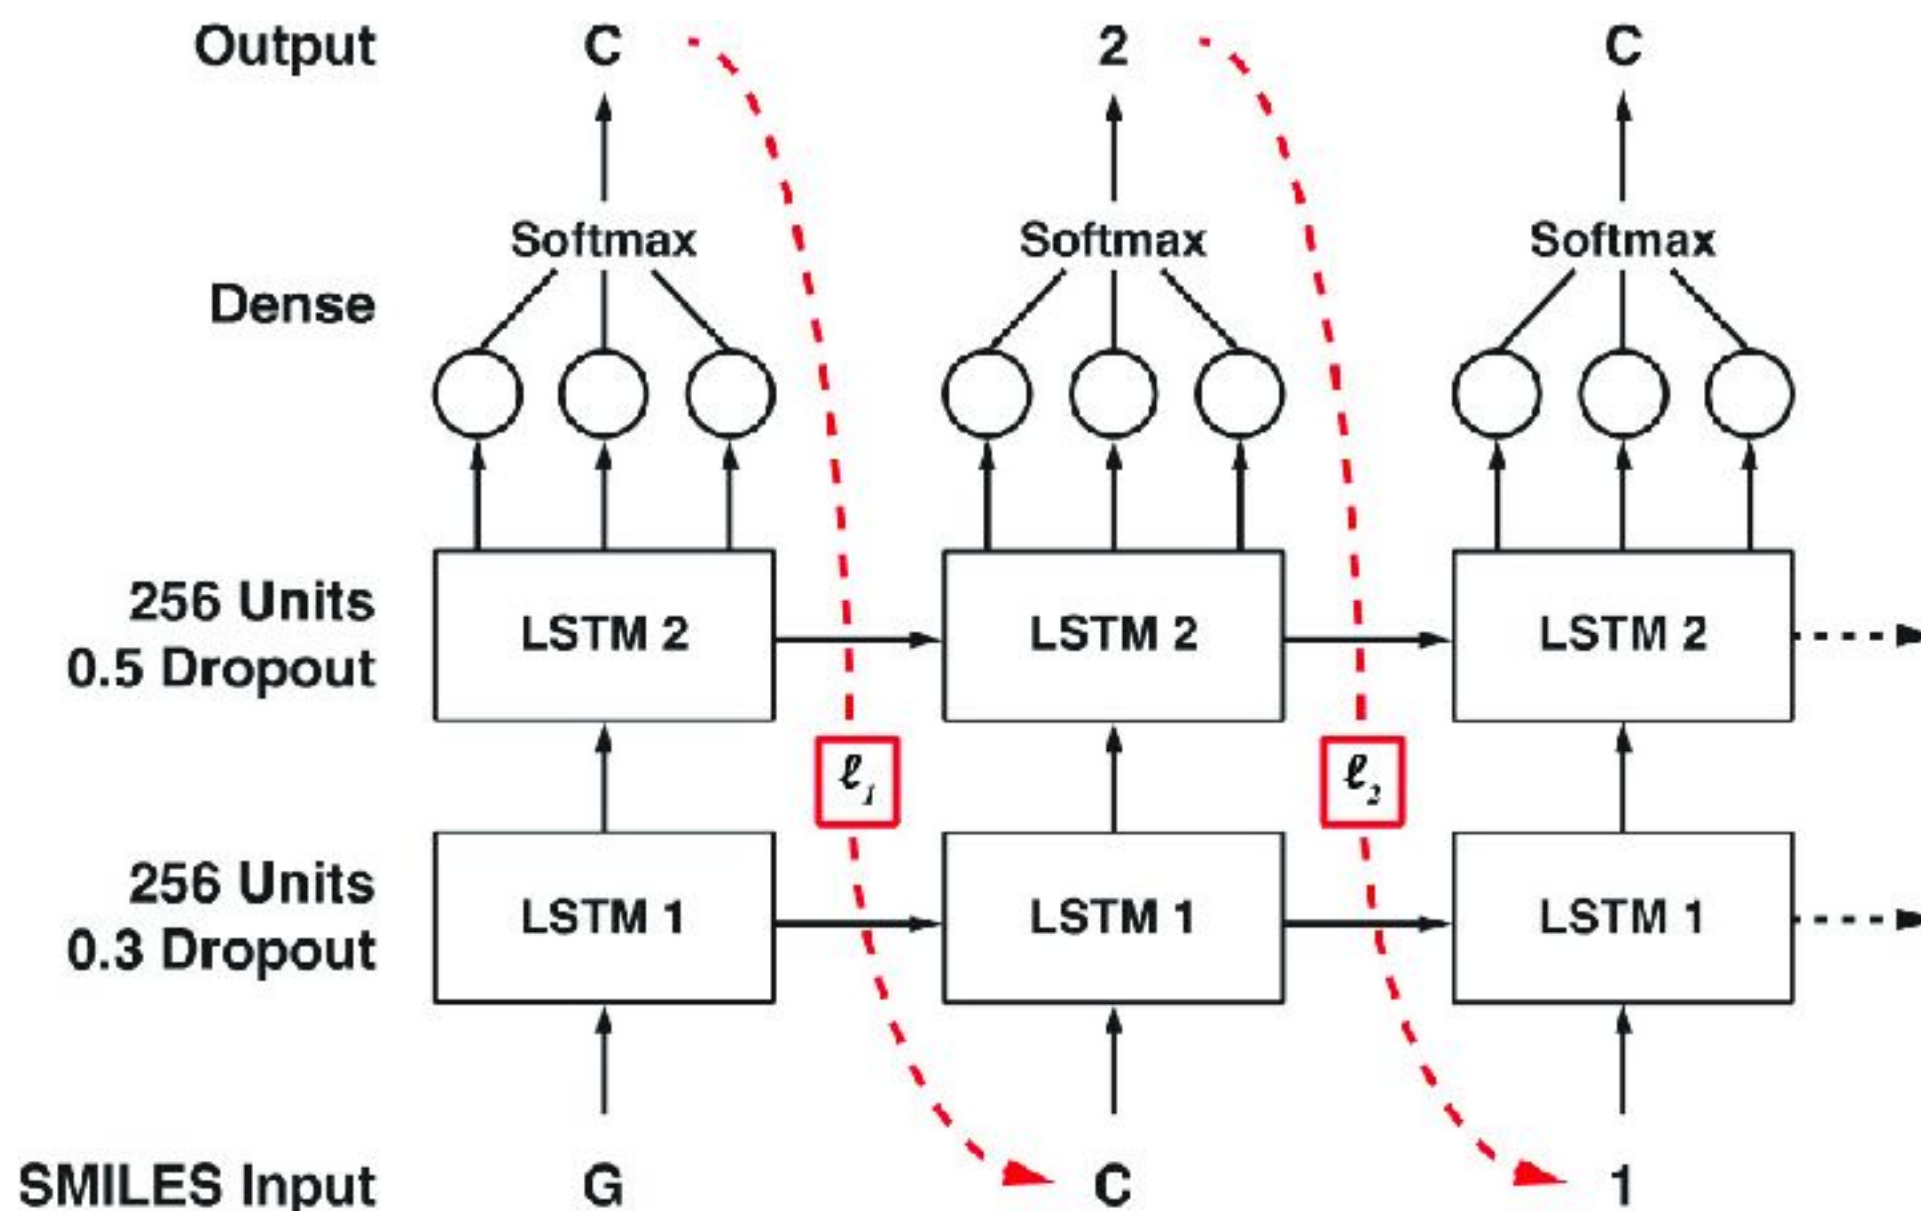 Output C 2 C
Softmax Softmax Softmax
Dense
256 Units
0.5 Dropout
LSTM 2 LSTM 2 LSTM 2
ℓ1 ℓ2
256 Units
0.3 Dropout
LSTM 1 LSTM 1 LSTM 1
SMILES Input G C 1